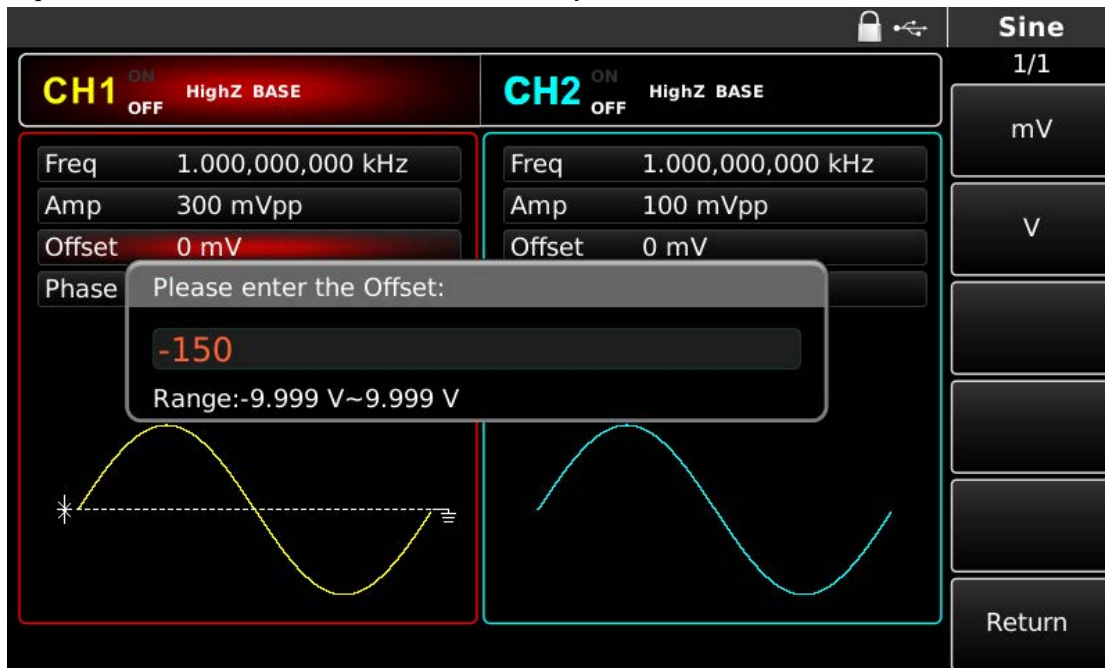 Sine
1/1
CH1 ON OFF HighZ BASE
CH2 ON OFF HighZ BASE
mV
Freq 1.000,000,000 kHz
Freq 1.000,000,000 kHz
Amp 300 mVpp
Amp 100 mVpp
V
Offset 0 mV
Offset 0 mV
Phase
Please enter the Offset:
-150
Range:-9.999 V~9.999 V
Return